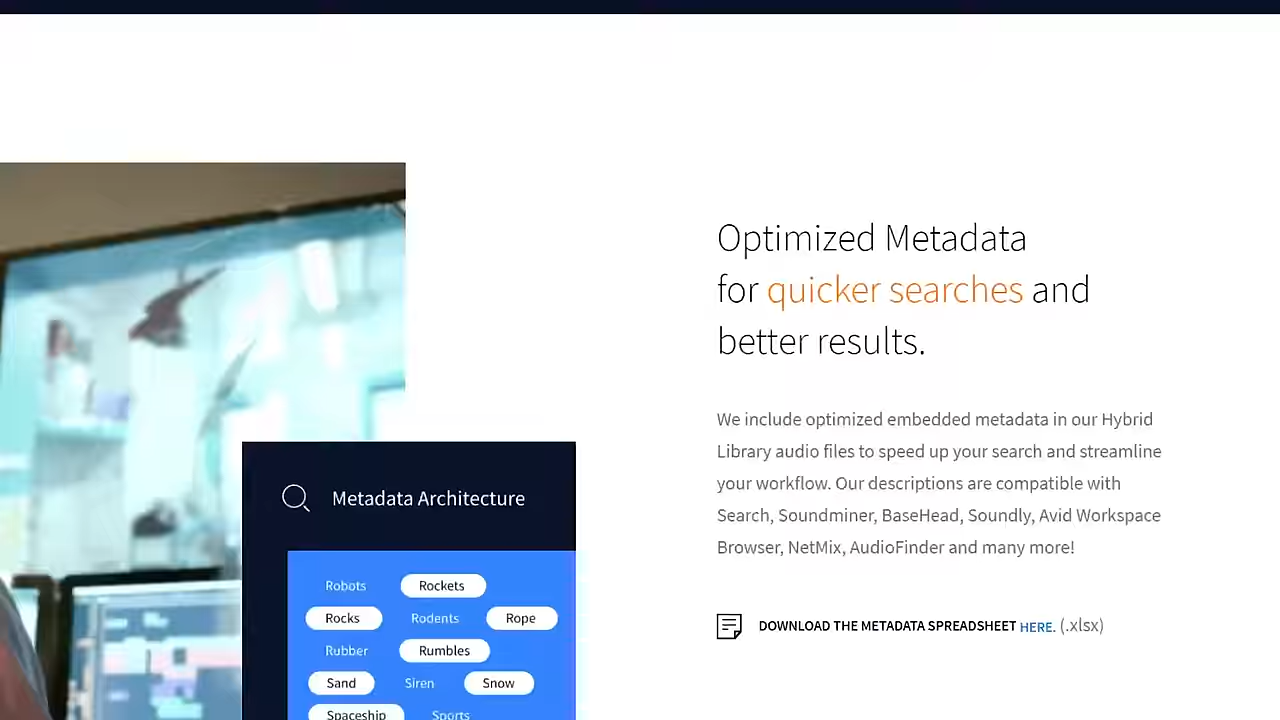 Optimized Metadata
for quicker searches and
better results.
We include optimized embedded metadata in our Hybrid
Library audio files to speed up your search and streamline
your workflow. Our descriptions are compatible with
Search, Soundminer, BaseHead, Soundly, Avid Workspace
Browser, NetMix, AudioFinder and many more!
DOWNLOAD THE METADATA SPREADSHEET HERE. (.xlsx)
Metadata Architecture
Robots Rockets
Rocks Rodents Rope
Rubber Rumbles
Sand Siren Snow
Spaceship Sports